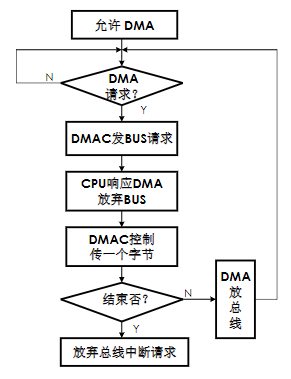 允许 DMA
DMA
请求?
N
Y
DMAC发BUS请求
CPU响应DMA
放弃BUS
DMAC控制
传一个字节
结束否?
N
Y
DMA
放
总
线
放弃总线中断请求